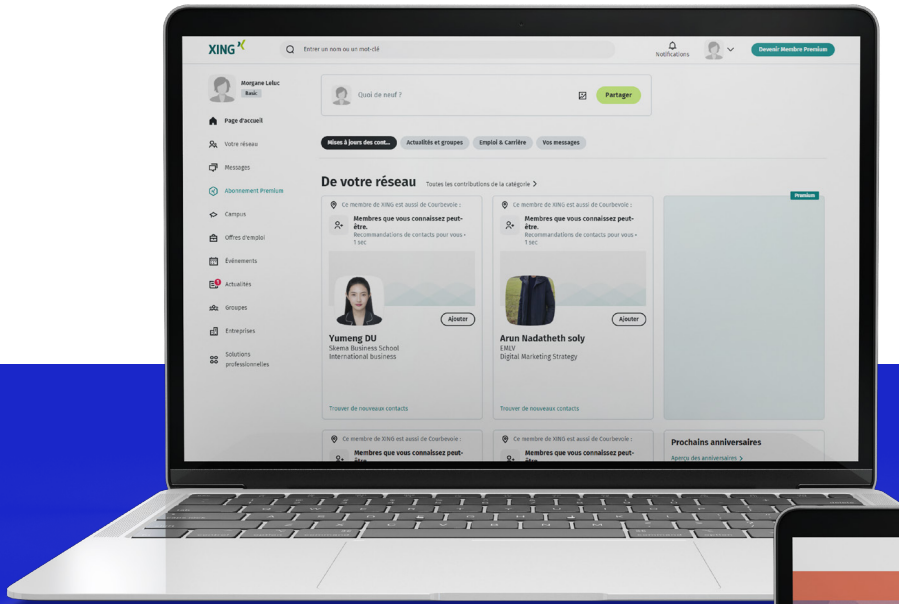 XING
Entrer un nom ou un mot-clé
Notifications
Devenir Membre Premium
Morgane Leluc
Basic
Quoi de neuf ?
Partager
Page d'accueil
Votre réseau
Messages
Abonnement Premium
Campus
Offres d'emploi
Événements
Actualités
1
Groupes
Entreprises
Solutions
professionnelles
Mises à jours des cont...
Actualités et groupes
Emploi & Carrière
Vos messages
De votre réseau
Toutes les contributions de la catégorie
Ce membre de XING est aussi de Courbevoie :
Membres que vous connaissez peut-
être.
Recommandations de contacts pour vous •
1 sec
Ajouter
Yumeng DU
Skema Business School
International business
Trouver de nouveaux contacts
Ce membre de XING est aussi de Courbevoie :
Membres que vous connaissez peut-
être.
Recommandations de contacts pour vous •
1 sec
Ajouter
Arun Nadatheth soly
EMLV
Digital Marketing Strategy
Trouver de nouveaux contacts
Premium
Ce membre de XING est aussi de Courbevoie :
Membres que vous connaissez peut-
être.
Ce membre de XING est aussi de Courbevoie :
Membres que vous connaissez peut-
être.
Prochains anniversaires
Aperçu des anniversaires